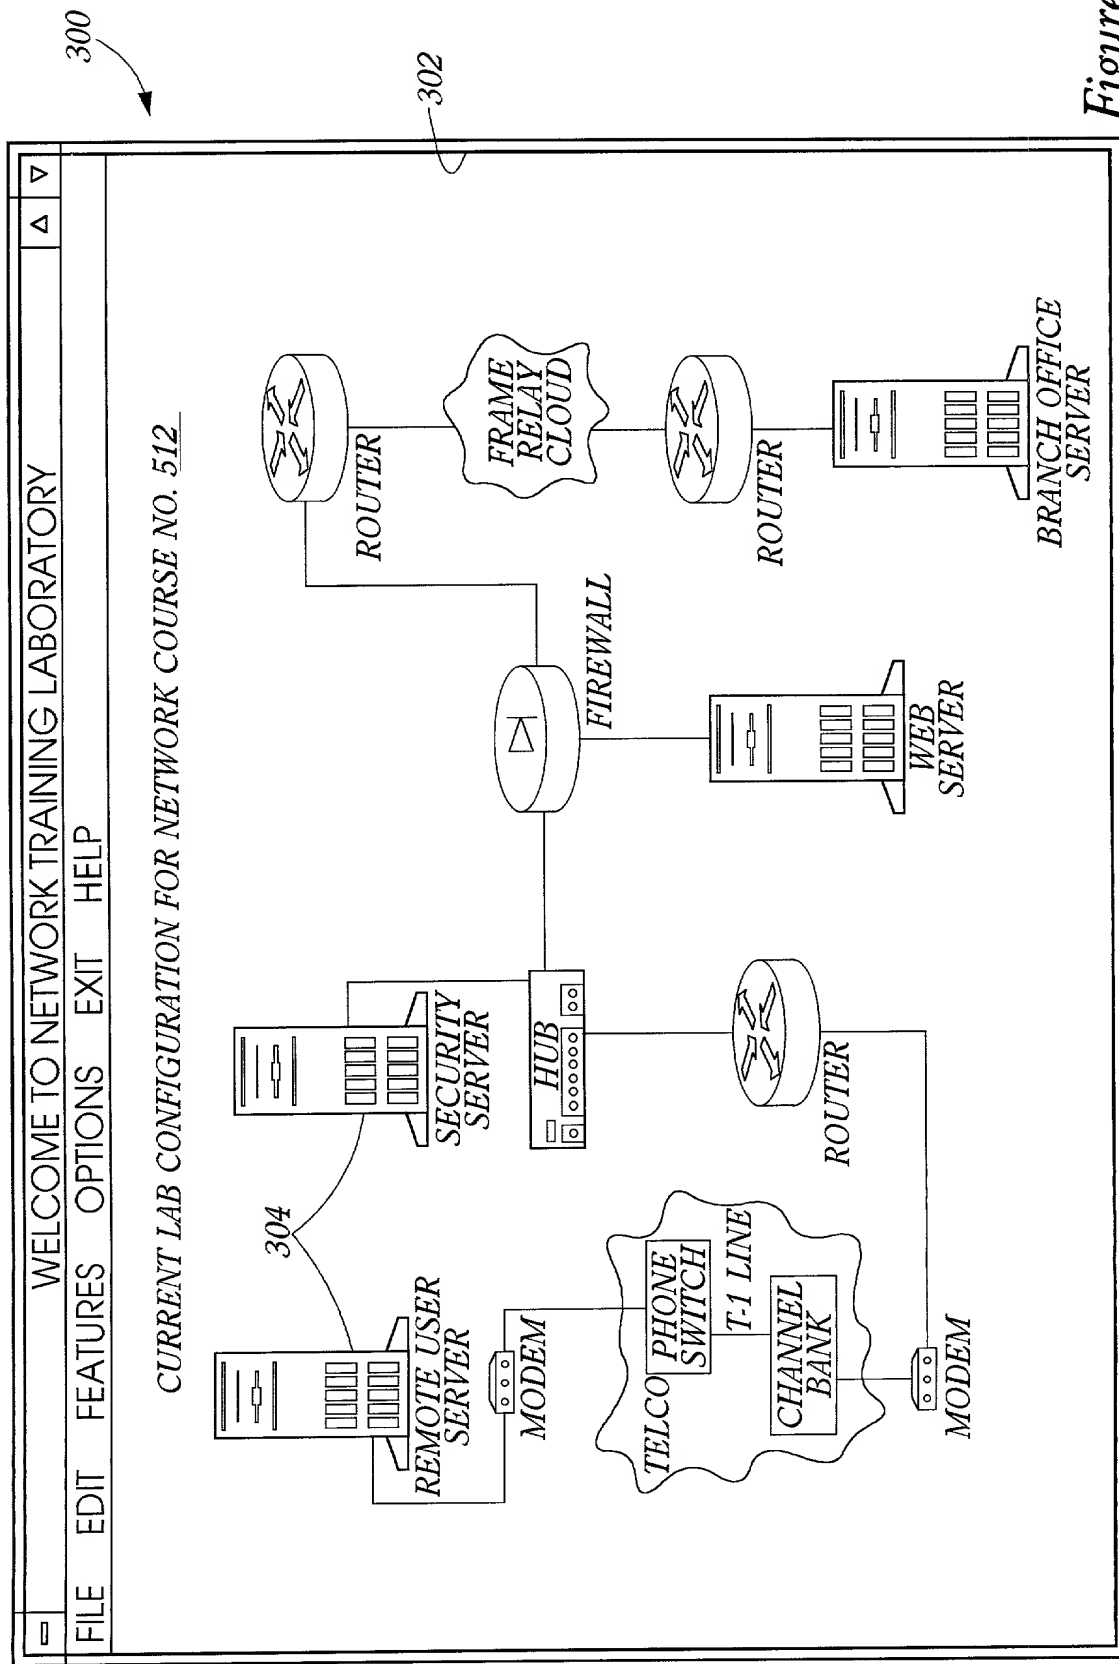 WELCOME TO NETWORK TRAINING LABORATORY
FILE EDIT FEATURES OPTIONS EXIT HELP
300
CURRENT LAB CONFIGURATION FOR NETWORK COURSE NO. 512
302
304
REMOTE USER
SERVER
MODEM
TELCO
PHONE
SWITCH
T-1 LINE
CHANNEL
BANK
MODEM
SECURITY
SERVER
HUB
ROUTER
FIREWALL
WEB
SERVER
ROUTER
FRAME
RELAY
CLOUD
ROUTER
BRANCH OFFICE
SERVER
Figure